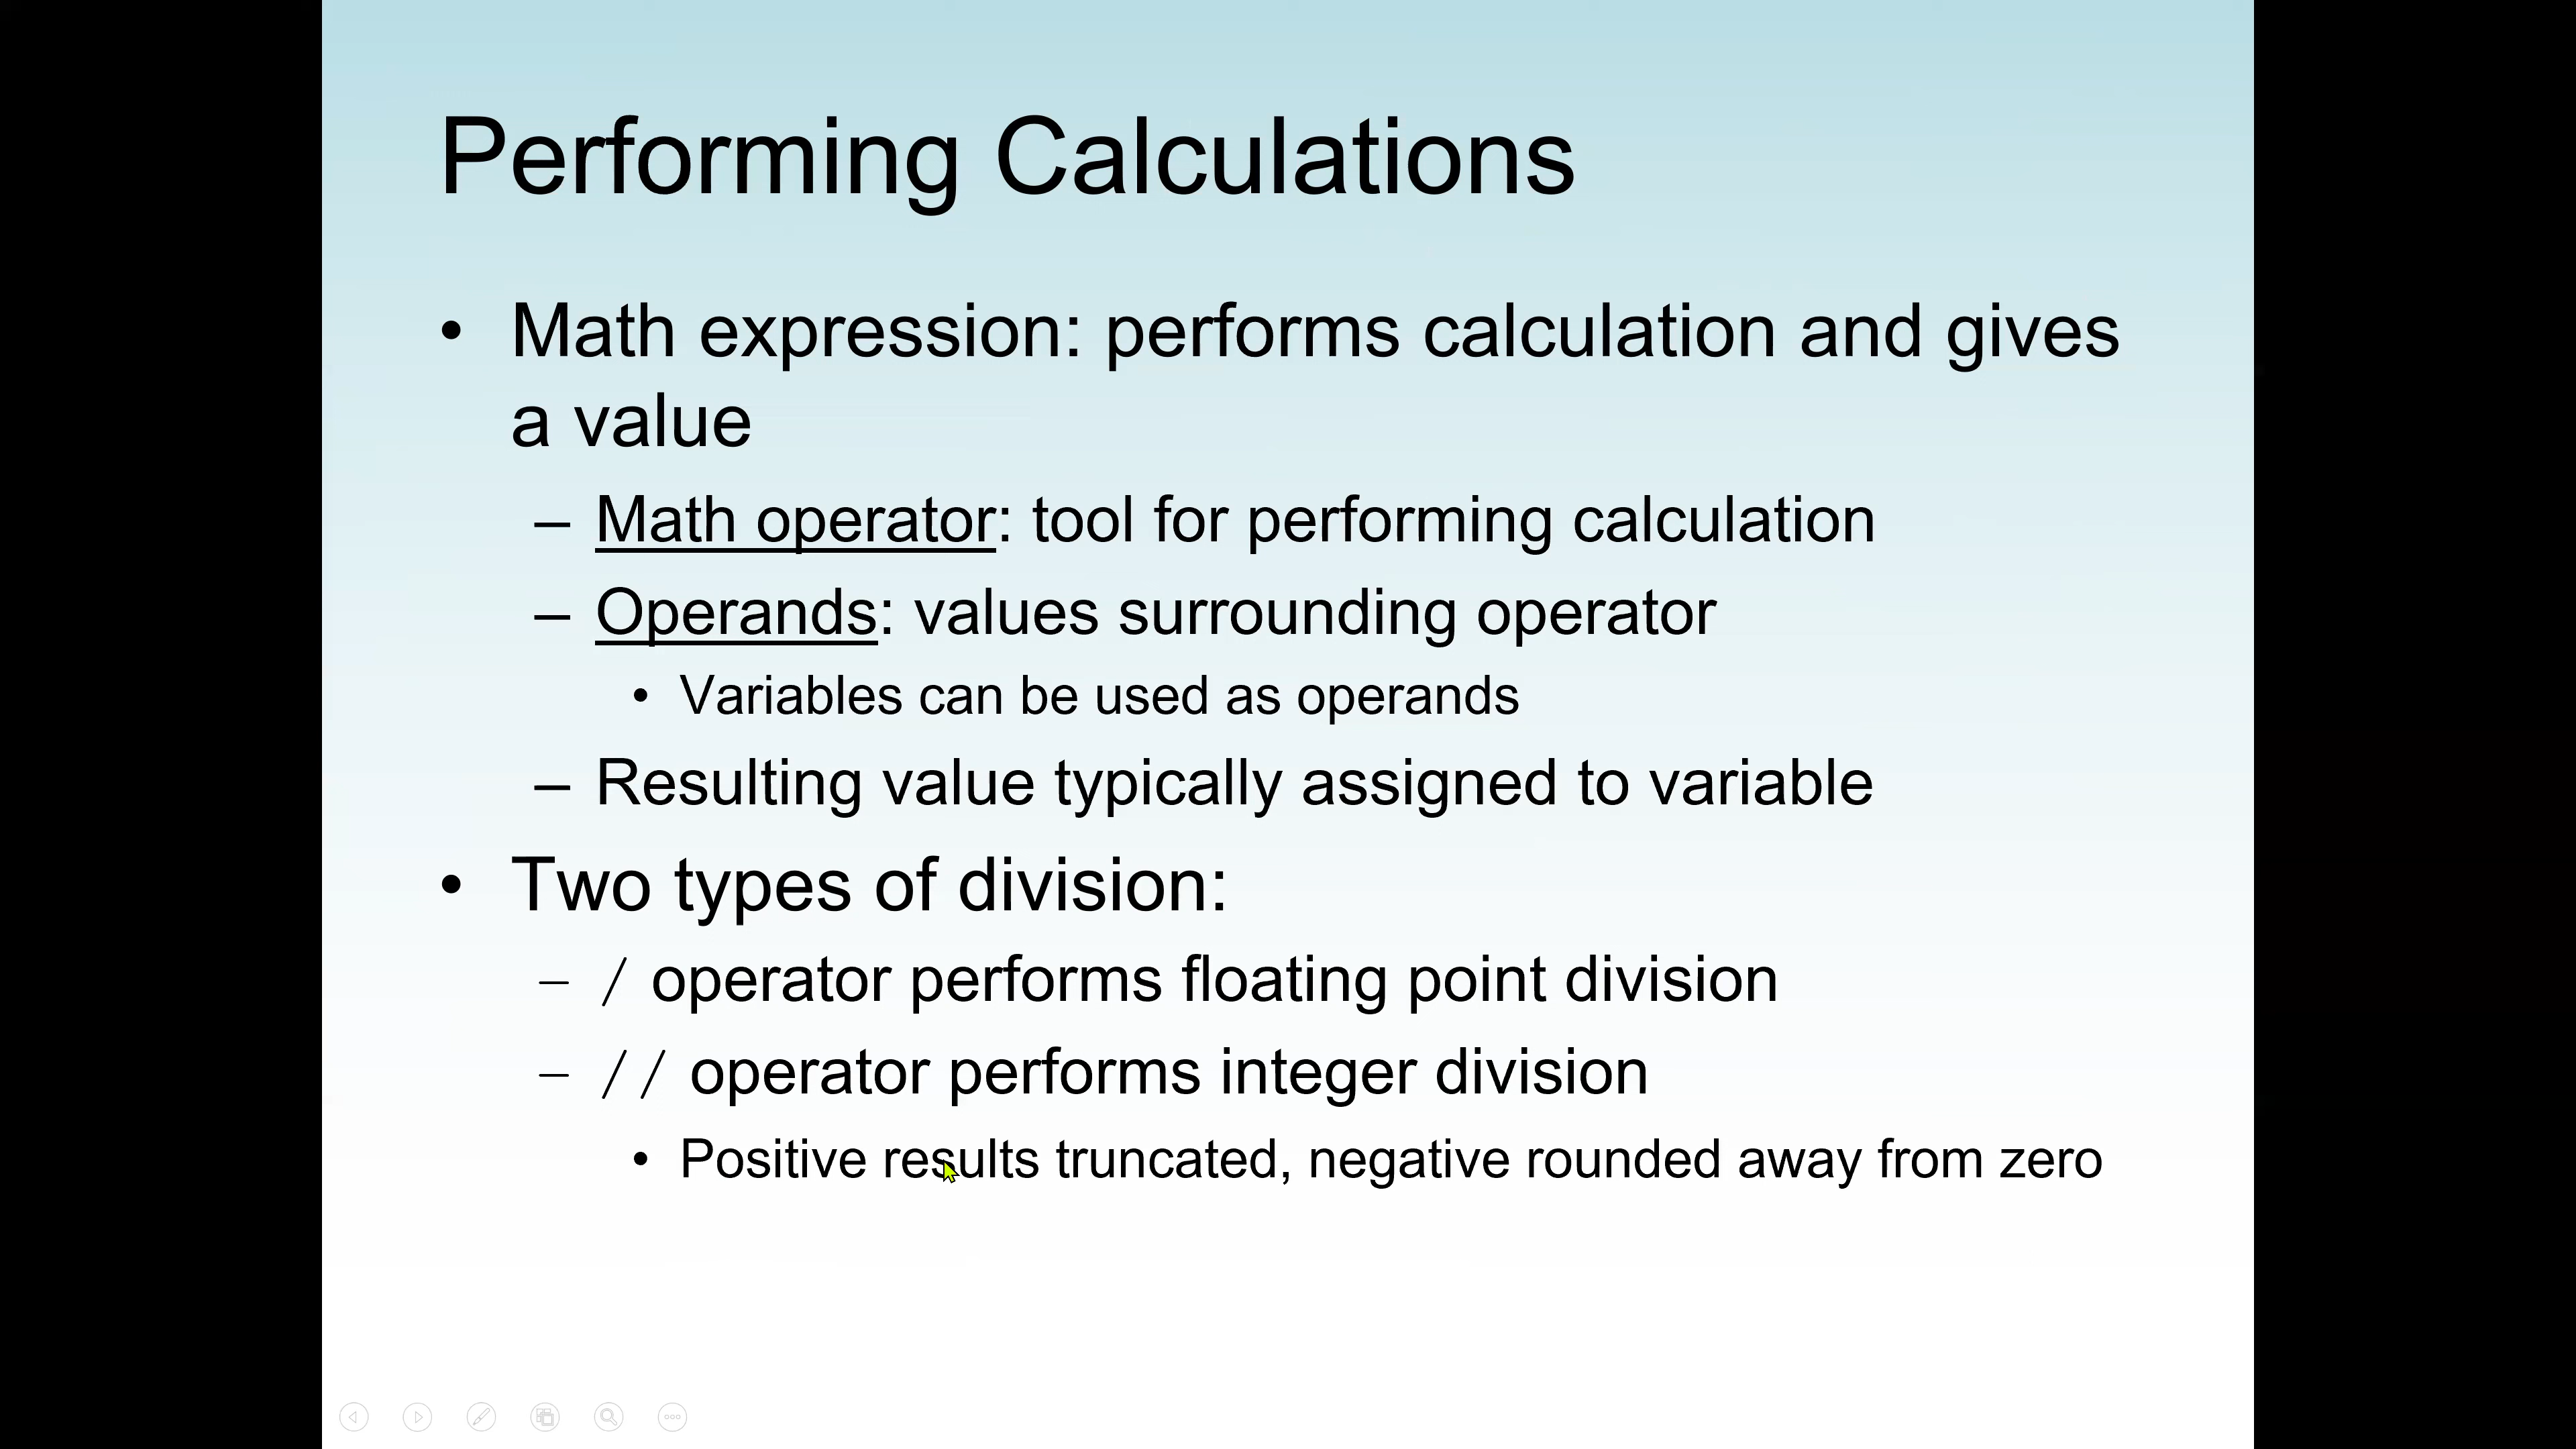 Performing Calculations
• Math expression: performs calculation and gives
a value
– Math operator: tool for performing calculation
– Operands: values surrounding operator
• Variables can be used as operands
– Resulting value typically assigned to variable
• Two types of division:
– / operator performs floating point division
– // operator performs integer division
• Positive results truncated, negative rounded away from zero